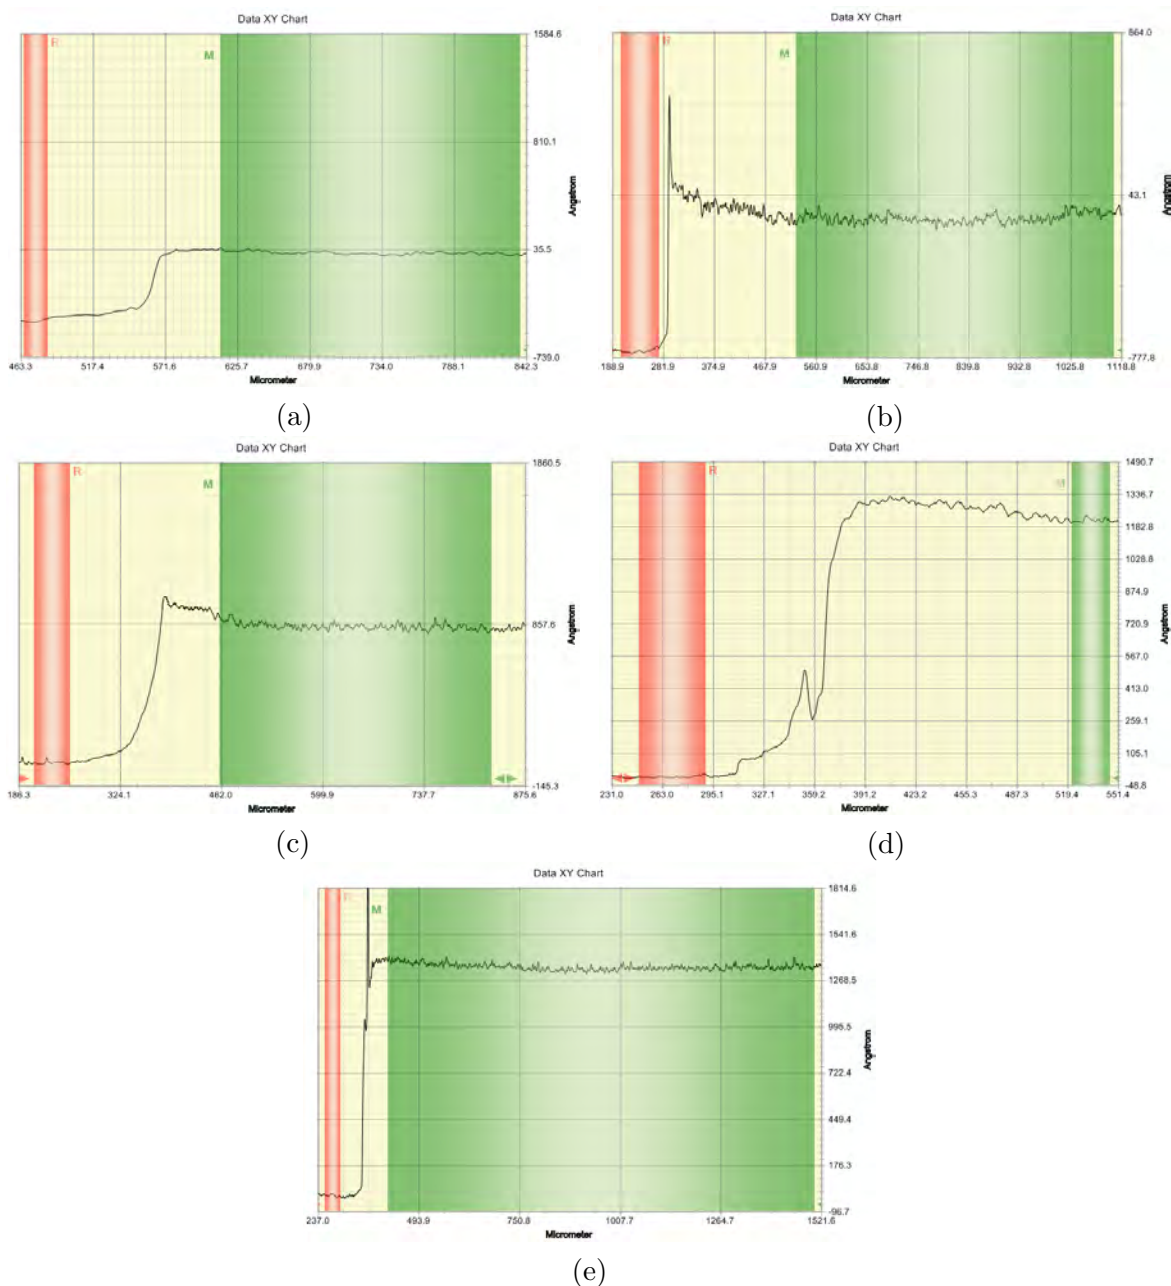 Data XY Chart
R
M
1584.6
810.1
35.5
-739.0
Angstrom
463.3 517.4 571.6 625.7 679.9 734.0 788.1 842.3
Micrometer
(a)
Data XY Chart
R
M
864.0
43.1
-777.8
Angstrom
188.9 281.9 374.9 467.9 560.9 653.8 746.8 839.8 932.8 1025.8 1118.8
Micrometer
(b)
Data XY Chart
R
M
1860.5
857.6
-145.3
Angstrom
186.3 324.1 462.0 599.9 737.7 875.6
Micrometer
(c)
Data XY Chart
R
M
1490.7
1336.7
1182.8
1028.8
874.9
720.9
567.0
413.0
259.1
105.1
-48.8
Angstrom
231.0 263.0 295.1 327.1 359.2 391.2 423.2 455.3 487.3 519.4 551.4
Micrometer
(d)
Data XY Chart
R
M
1814.6
1541.6
1268.5
995.5
722.4
449.4
176.3
-96.7
Angstrom
237.0 493.9 750.8 1007.7 1264.7 1521.6
Micrometer
(e)